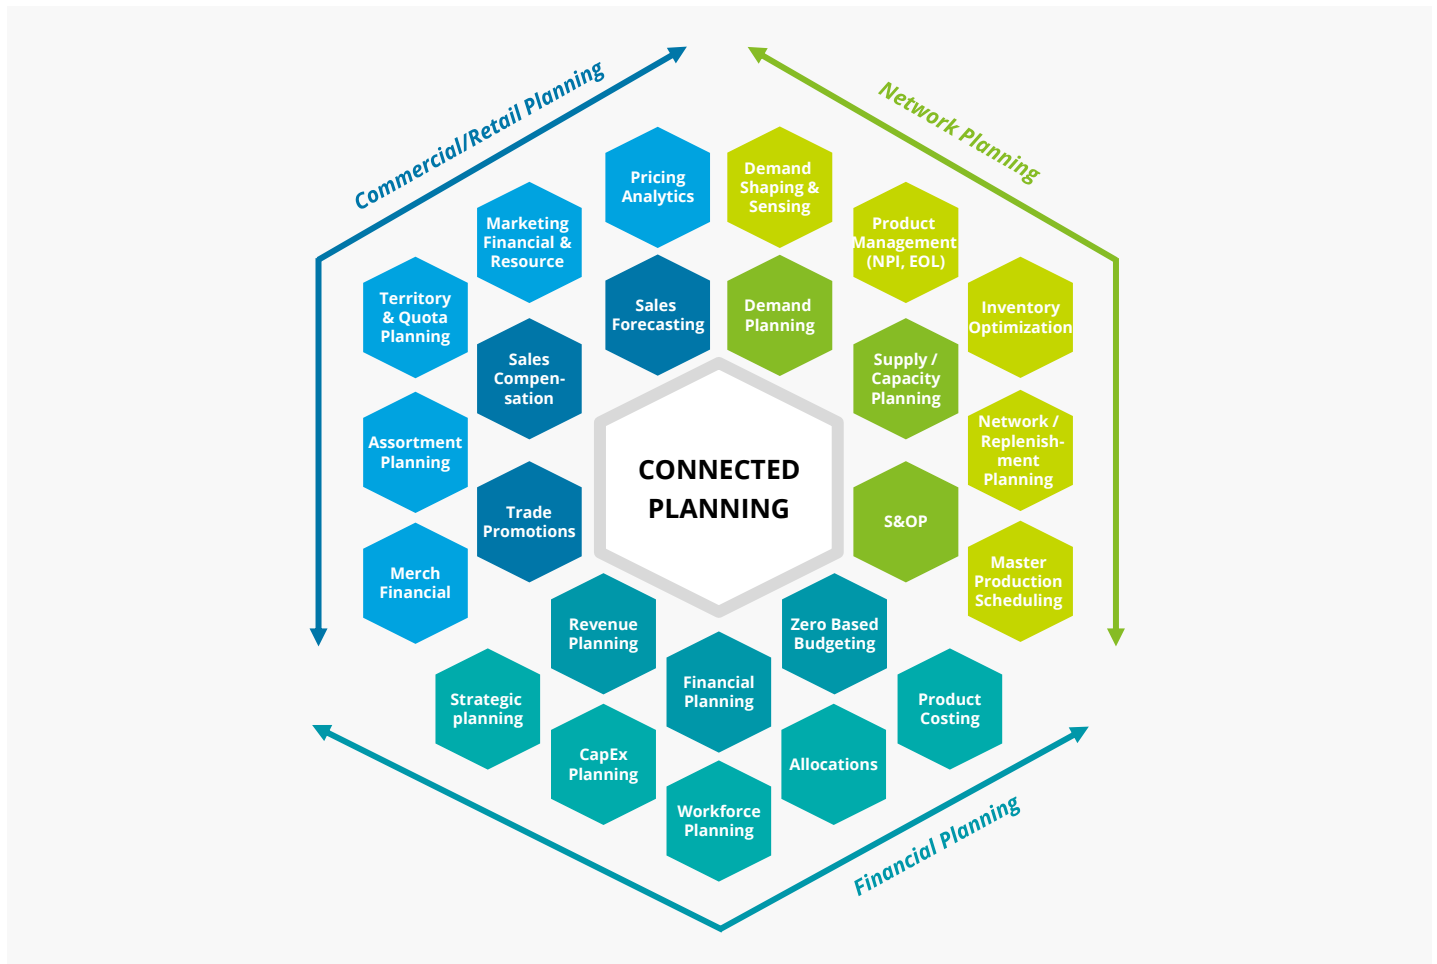 Commercial/Retail Planning
Network Planning
Pricing
Analytics
Demand
Shaping &
Sensing
Marketing
Financial &
Resource
Product
Management
(NPI, EOL)
Territory
& Quota
Planning
Sales
Forecasting
Demand
Planning
Inventory
Optimization
Sales
Compen-
sation
Supply /
Capacity
Planning
Assortment
Planning
CONNECTED
PLANNING
Network /
Replenish-
ment
Planning
Trade
Promotions
S&OP
Merch
Financial
Master
Production
Scheduling
Revenue
Planning
Zero Based
Budgeting
Financial
Planning
Strategic
planning
Product
Costing
CapEx
Planning
Allocations
Workforce
Planning
Financial Planning